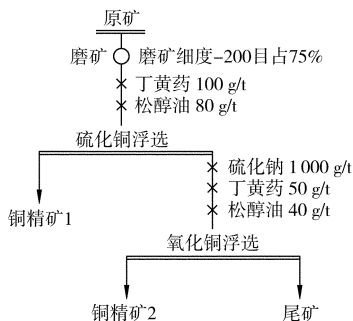 原矿
磨矿 磨矿细度-200目占75%
丁黄药 100 g/t
松醇油 80 g/t
硫化铜浮选
硫化钠 1 000 g/t
丁黄药 50 g/t
松醇油 40 g/t
铜精矿1
氧化铜浮选
铜精矿2 尾矿